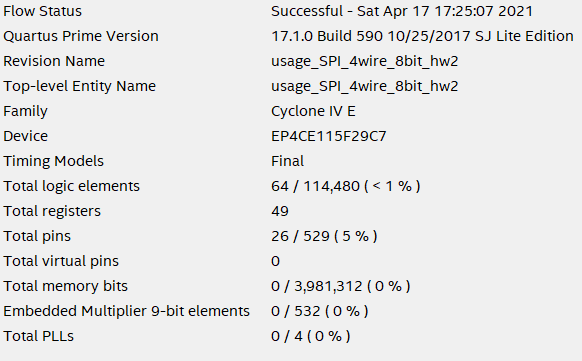 Flow Status Successful - Sat Apr 17 17:25:07 2021
Quartus Prime Version 17.1.0 Build 590 10/25/2017 SJ Lite Edition
Revision Name usage_SPI_4wire_8bit_hw2
Top-level Entity Name usage_SPI_4wire_8bit_hw2
Family Cyclone IV E
Device EP4CE115F29C7
Timing Models Final
Total logic elements 64 / 114,480 ( < 1 % )
Total registers 49
Total pins 26 / 529 ( 5 % )
Total virtual pins 0
Total memory bits 0 / 3,981,312 ( 0 % )
Embedded Multiplier 9-bit elements 0 / 532 ( 0 % )
Total PLLs 0 / 4 ( 0 % )